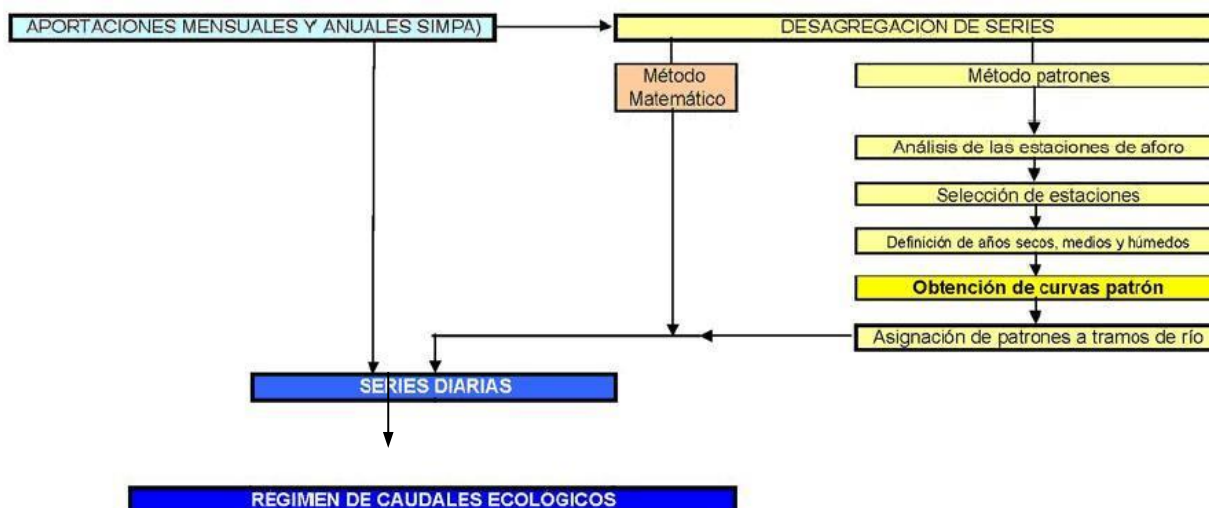 APORTACIONES MENSUALES Y' ANUALES SIMPA)
DESAGREGACION DE SERIES
Método
Matemático
Método patrones
Análisis de las estaciones de aforo
Selección de estaciones
Definición de años secos, medios y húmedos
Obtención de curvas patrón
Asignación de patrones a tramos de río
SERIES DIARIAS
RÉGIMEN DE CAUDALES ECOLÓGICOS